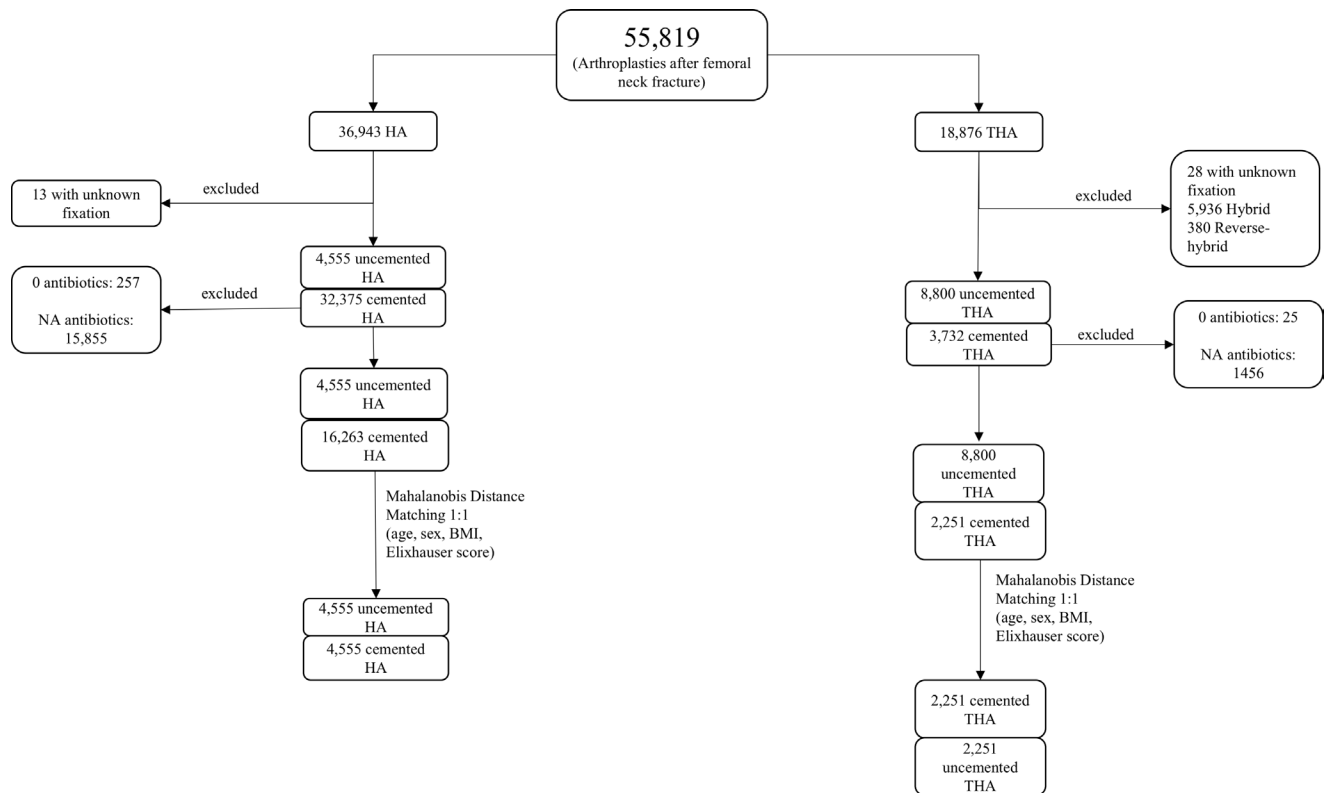 55,819
(Arthroplasties after femoral
neck fracture)
36,943 HA
18,876 THA
13 with unknown
fixation
excluded
excluded
28 with unknown
fixation
5,936 Hybrid
380 Reverse-
hybrid
4,555 uncemented
HA
32,375 cemented
HA
0 antibiotics: 257
NA antibiotics:
15,855
excluded
8,800 uncemented
THA
3,732 cemented
THA
excluded
0 antibiotics: 25
NA antibiotics:
1456
4,555 uncemented
HA
16,263 cemented
HA
8,800
uncemented
THA
2,251 cemented
THA
Mahalanobis Distance
Matching 1:1
(age, sex, BMI,
Elixhauser score)
Mahalanobis Distance
Matching 1:1
(age, sex, BMI,
Elixhauser score)
4,555 uncemented
HA
4,555 cemented
HA
2,251 cemented
THA
2,251
uncemented
THA